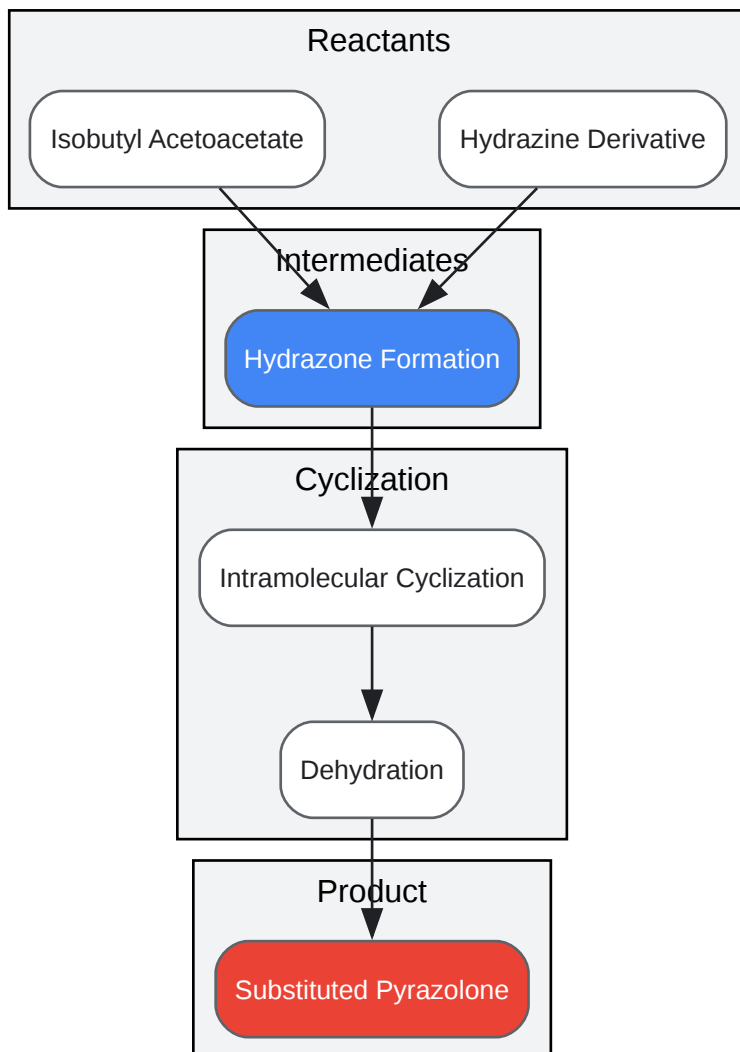 Reactants
Isobutyl Acetoacetate
Hydrazine Derivative
Intermediates
Hydrazone Formation
Cyclization
Intramolecular Cyclization
Dehydration
Product
Substituted Pyrazolone